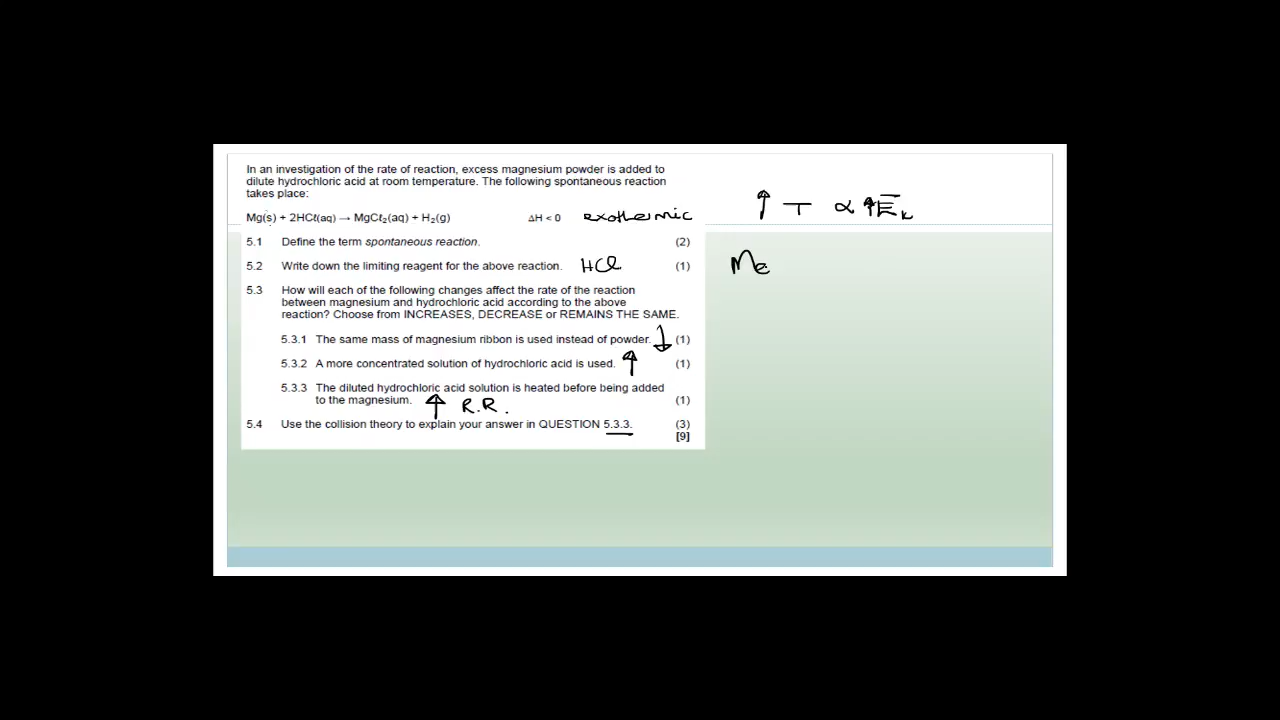 In an investigation of the rate of reaction, excess magnesium powder is added to
dilute hydrochloric acid at room temperature. The following spontaneous reaction
takes place:
Mg(s) + 2HCℓ(aq) → MgCℓ₂(aq) + H₂(g) ΔH < 0 exothermic
↑ T ∝ ↑E̅k
5.1 Define the term spontaneous reaction. (2)
5.2 Write down the limiting reagent for the above reaction. HCl (1)
Me
5.3 How will each of the following changes affect the rate of the reaction
between magnesium and hydrochloric acid according to the above
reaction? Choose from INCREASES, DECREASE or REMAINS THE SAME.
5.3.1 The same mass of magnesium ribbon is used instead of powder. ↓ (1)
5.3.2 A more concentrated solution of hydrochloric acid is used. ↑ (1)
5.3.3 The diluted hydrochloric acid solution is heated before being added
to the magnesium. ↑ R.R. (1)
5.4 Use the collision theory to explain your answer in QUESTION 5.3.3. (3)
[9]